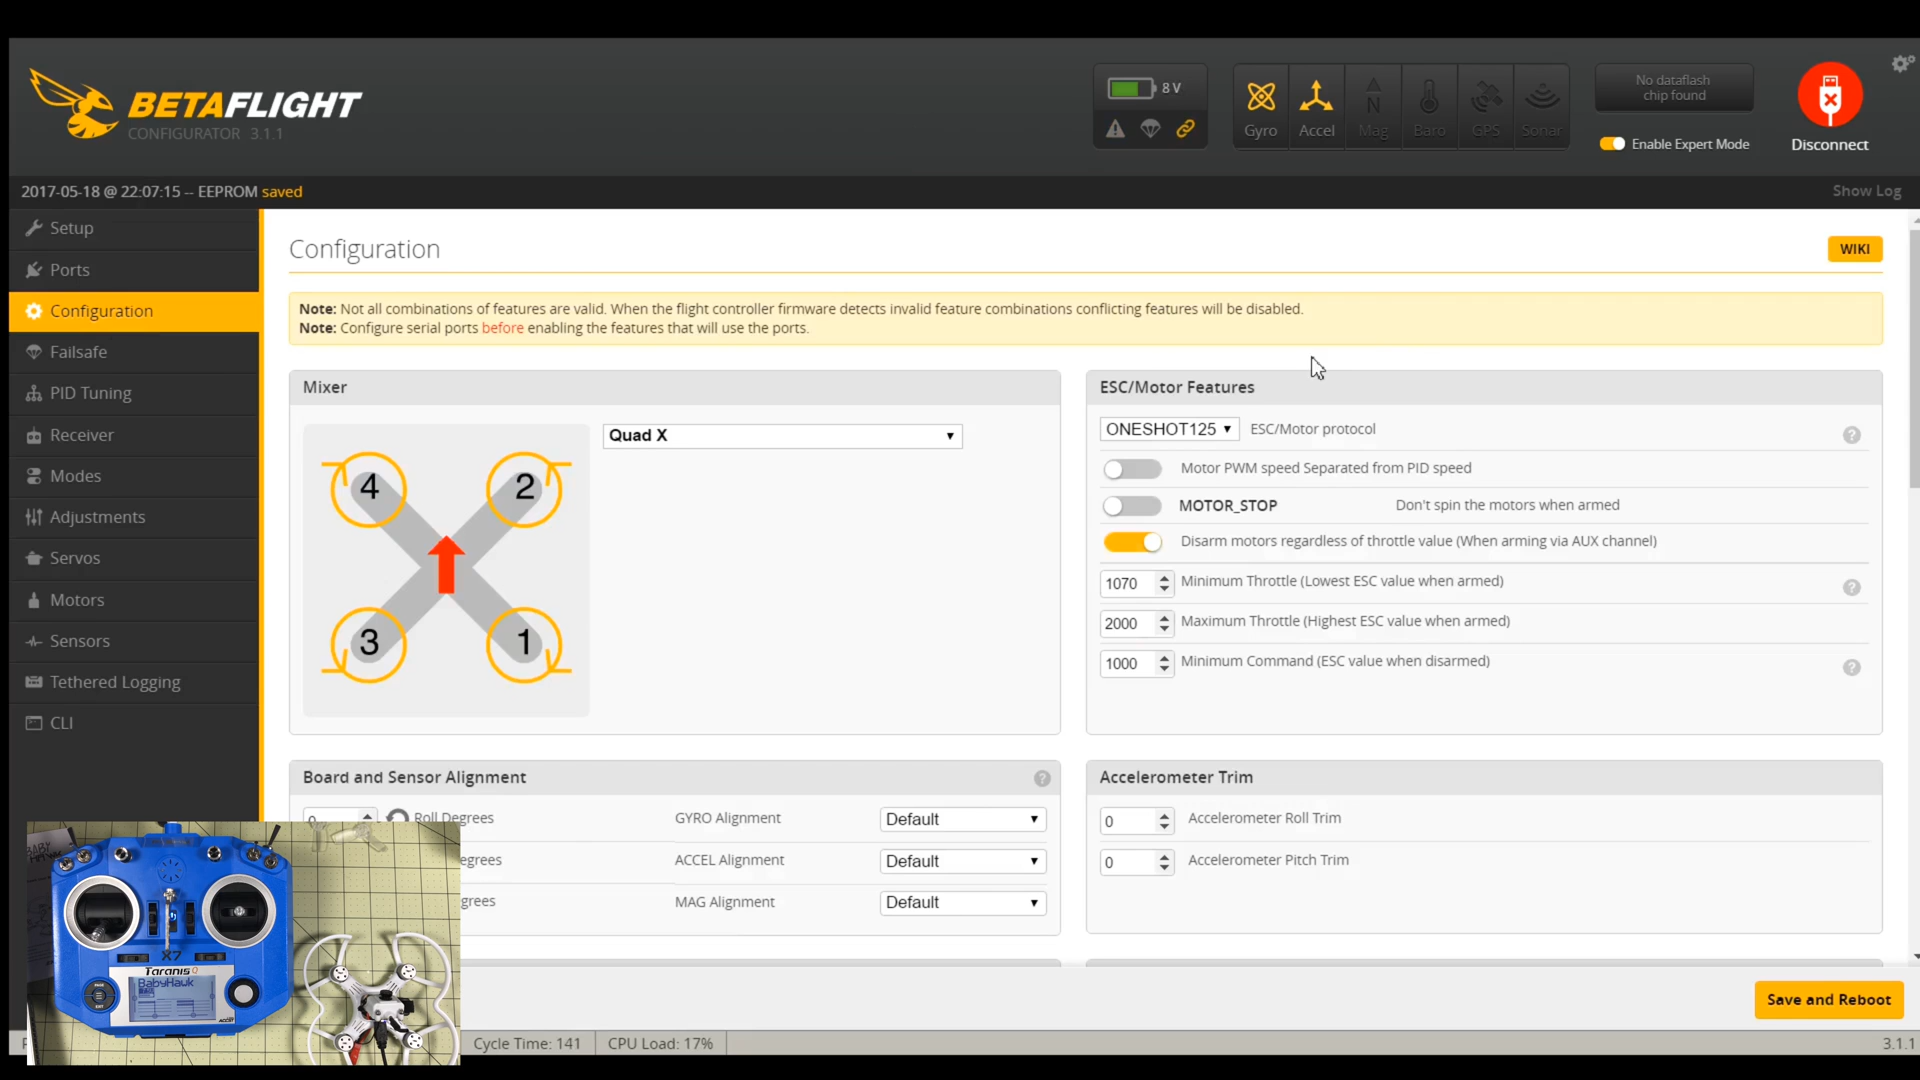 BETAFLIGHT
CONFIGURATOR 3.1.1
8 V
Gyro
Accel
Mag
Baro
GPS
Sonar
No dataflash
chip found
Enable Expert Mode
Disconnect
2017-05-18 @ 22:07:15 -- EEPROM saved
Show Log
Setup
Ports
Configuration
Failsafe
PID Tuning
Receiver
Modes
Adjustments
Servos
Motors
Sensors
Tethered Logging
CLI
Configuration
WIKI
Note: Not all combinations of features are valid. When the flight controller firmware detects invalid feature combinations conflicting features will be disabled.
Note: Configure serial ports before enabling the features that will use the ports.
Mixer
Quad X
4
2
3
1
ESC/Motor Features
ONESHOT125 ESC/Motor protocol
Motor PWM speed Separated from PID speed
MOTOR_STOP Don't spin the motors when armed
Disarm motors regardless of throttle value (When arming via AUX channel)
1070 Minimum Throttle (Lowest ESC value when armed)
2000 Maximum Throttle (Highest ESC value when armed)
1000 Minimum Command (ESC value when disarmed)
Board and Sensor Alignment
Roll Degrees GYRO Alignment Default
egrees ACCEL Alignment Default
grees MAG Alignment Default
Accelerometer Trim
0 Accelerometer Roll Trim
0 Accelerometer Pitch Trim
X7
Taranis Q
BabyHawk
Save and Reboot
Cycle Time: 141
CPU Load: 17%
3.1.1